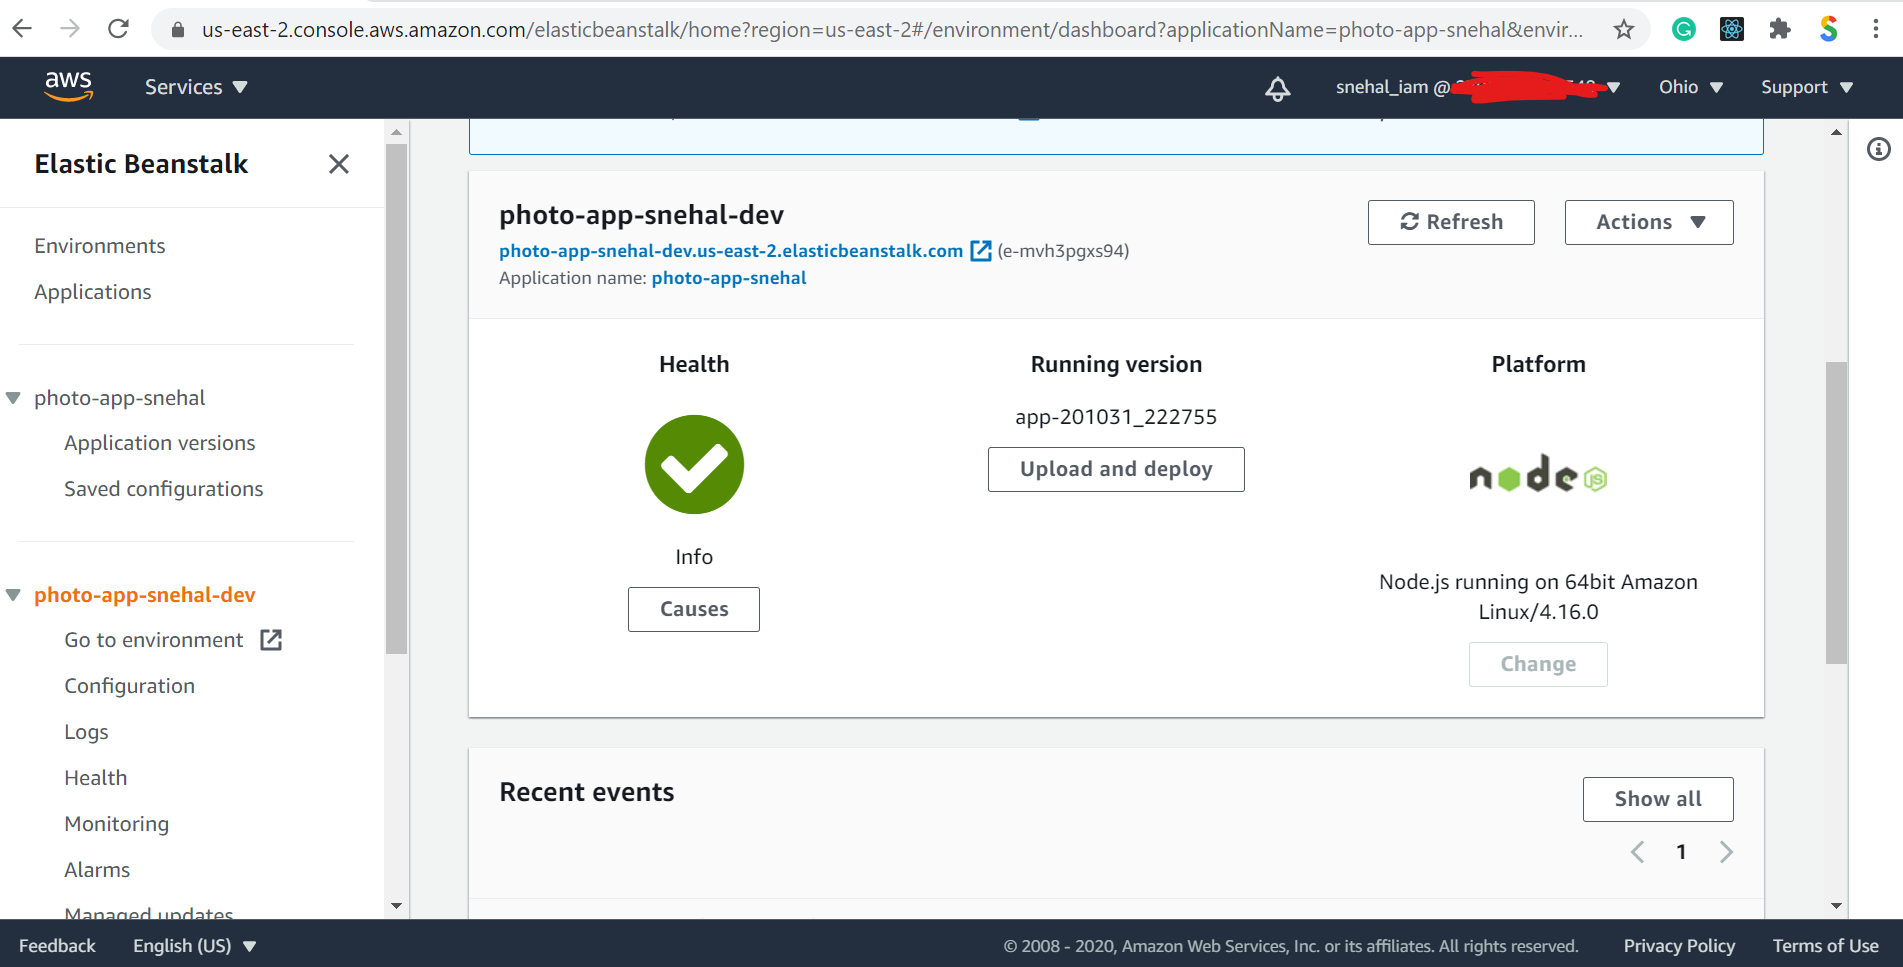 us-east-2.console.aws.amazon.com/elasticbeanstalk/home?region=us-east-2#/environment/dashboard?applicationName=photo-app-snehal&envir...
aws
Services
snehal_iam @
Ohio
Support
Elastic Beanstalk
Environments
Applications
photo-app-snehal
Application versions
Saved configurations
photo-app-snehal-dev
Go to environment
Configuration
Logs
Health
Monitoring
Alarms
Managed updates
photo-app-snehal-dev
photo-app-snehal-dev.us-east-2.elasticbeanstalk.com (e-mvh3pgxs94)
Application name: photo-app-snehal
Refresh
Actions
Health
Info
Causes
Running version
app-201031_222755
Upload and deploy
Platform
node JS
Node.js running on 64bit Amazon
Linux/4.16.0
Change
Recent events
Show all
1
Feedback
English (US)
© 2008 - 2020, Amazon Web Services, Inc. or its affiliates. All rights reserved.
Privacy Policy
Terms of Use